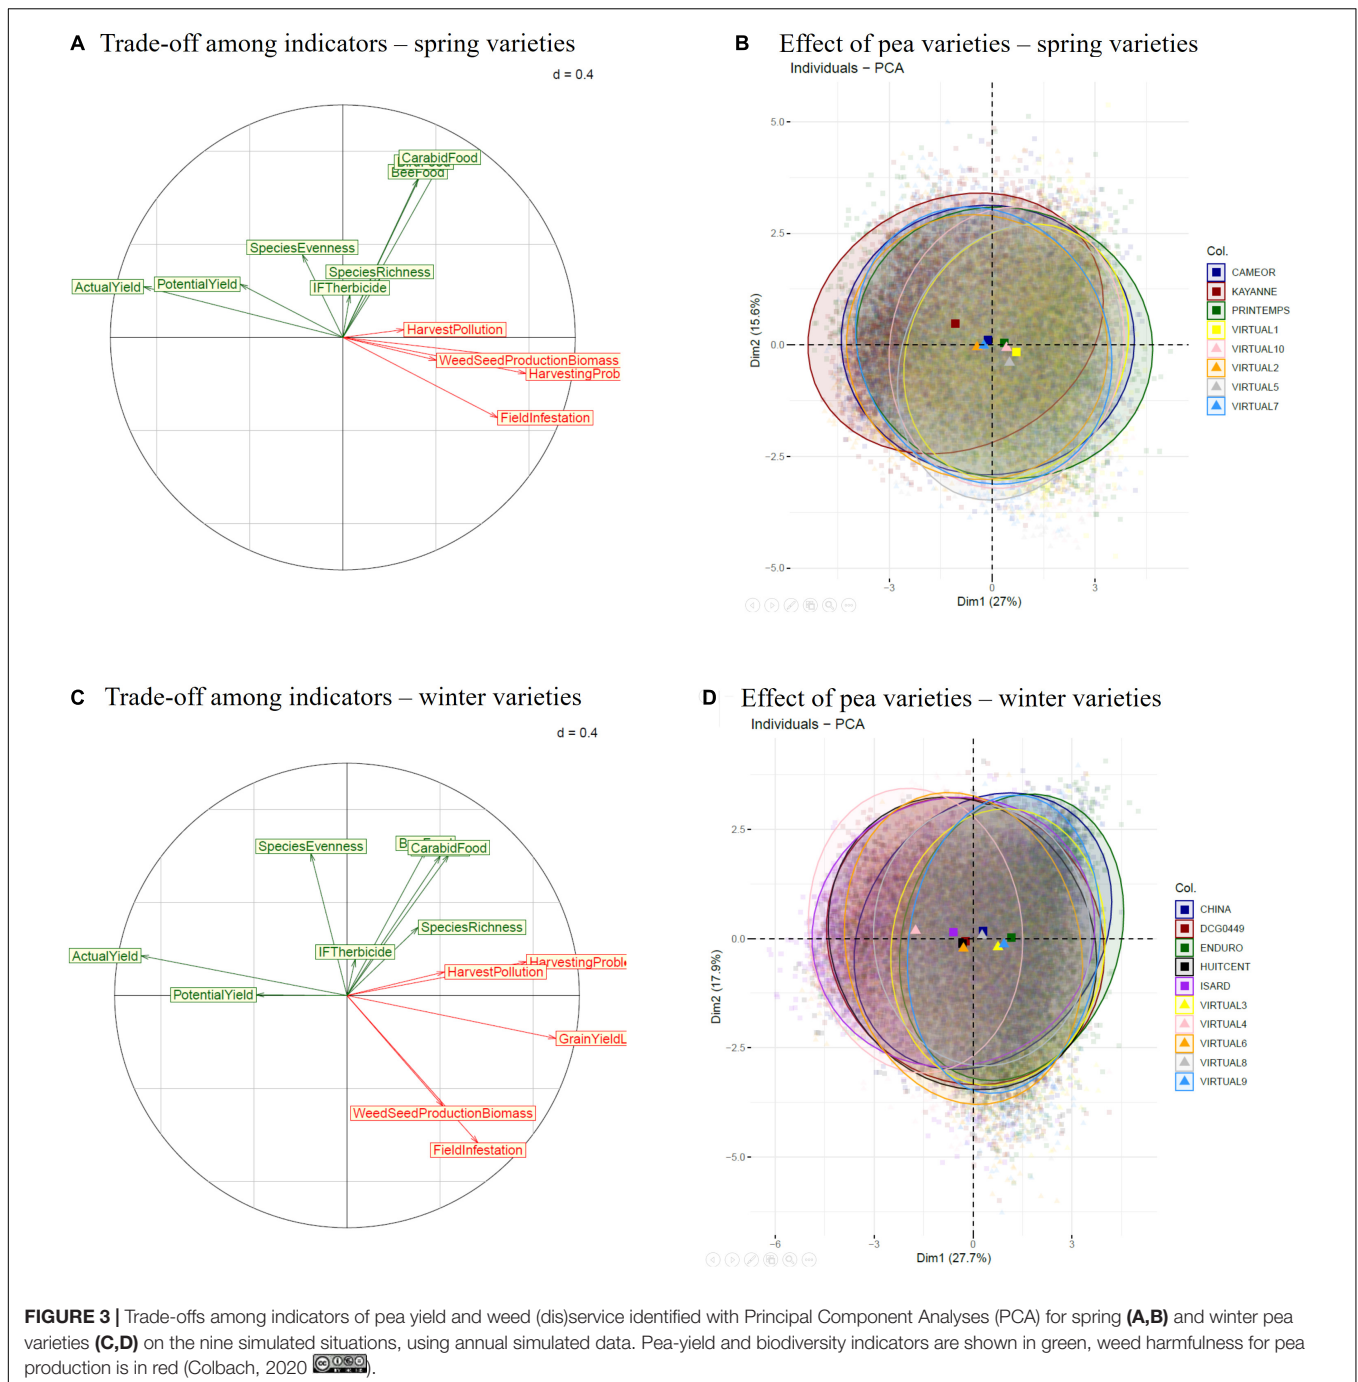 A Trade-off among indicators – spring varieties
d = 0.4
CarabidFood
BeeFood
SpeciesEvenness
SpeciesRichness
ActualYield
PotentialYield
IFTherbicide
HarvestPollution
WeedSeedProductionBiomass
HarvestingProb
FieldInfestation
B Effect of pea varieties – spring varieties
Individuals – PCA
5.0
2.5
0.0
−2.5
−5.0
Dim2 (15.6%)
−3
0
3
Dim1 (27%)
Col.
CAMEOR
KAYANNE
PRINTEMPS
VIRTUAL1
VIRTUAL10
VIRTUAL2
VIRTUAL5
VIRTUAL7
C Trade-off among indicators – winter varieties
d = 0.4
SpeciesEvenness
CarabidFood
SpeciesRichness
ActualYield
IFTherbicide
HarvestingProbl
HarvestPollution
PotentialYield
GrainYieldL
WeedSeedProductionBiomass
FieldInfestation
D Effect of pea varieties – winter varieties
Individuals – PCA
2.5
0.0
−2.5
−5.0
Dim2 (17.9%)
−6
−3
0
3
Dim1 (27.7%)
Col.
CHINA
DCG0449
ENDURO
HUITCENT
ISARD
VIRTUAL3
VIRTUAL4
VIRTUAL6
VIRTUAL8
VIRTUAL9
FIGURE 3 | Trade-offs among indicators of pea yield and weed (dis)service identified with Principal Component Analyses (PCA) for spring (A,B) and winter pea
varieties (C,D) on the nine simulated situations, using annual simulated data. Pea-yield and biodiversity indicators are shown in green, weed harmfulness for pea
production is in red (Colbach, 2020 ).